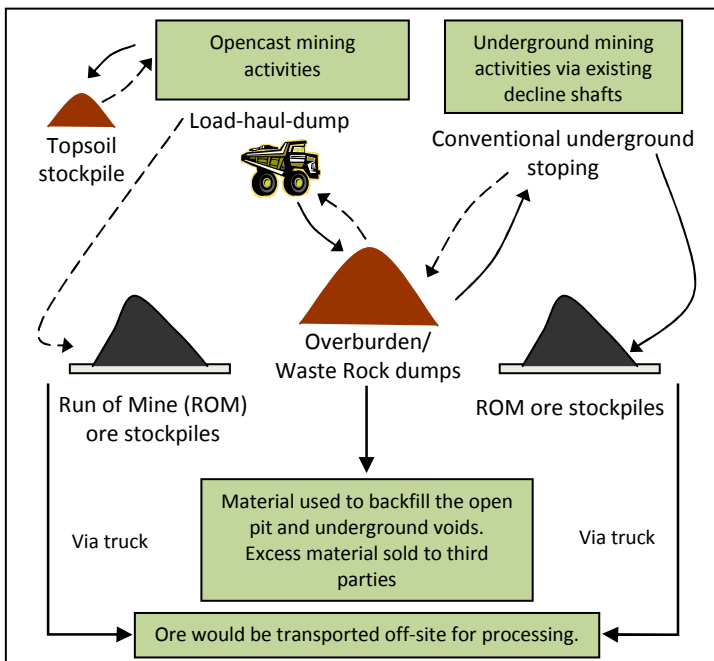 Opencast mining
activities
Underground mining
activities via existing
decline shafts
Load-haul-dump
Topsoil
stockpile
Conventional underground
stoping
Overburden/
Waste Rock dumps
Run of Mine (ROM)
ore stockpiles
ROM ore stockpiles
Material used to backfill the open
pit and underground voids.
Excess material sold to third
parties
Via truck
Via truck
Ore would be transported off-site for processing.